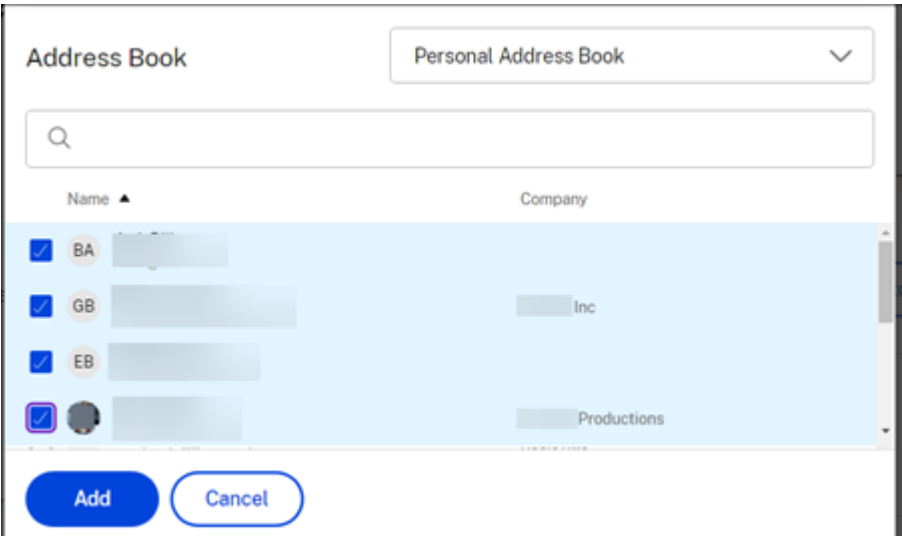 Address Book
Personal Address Book
Name ▲ Company
BA
GB Inc
EB
Productions
Add Cancel